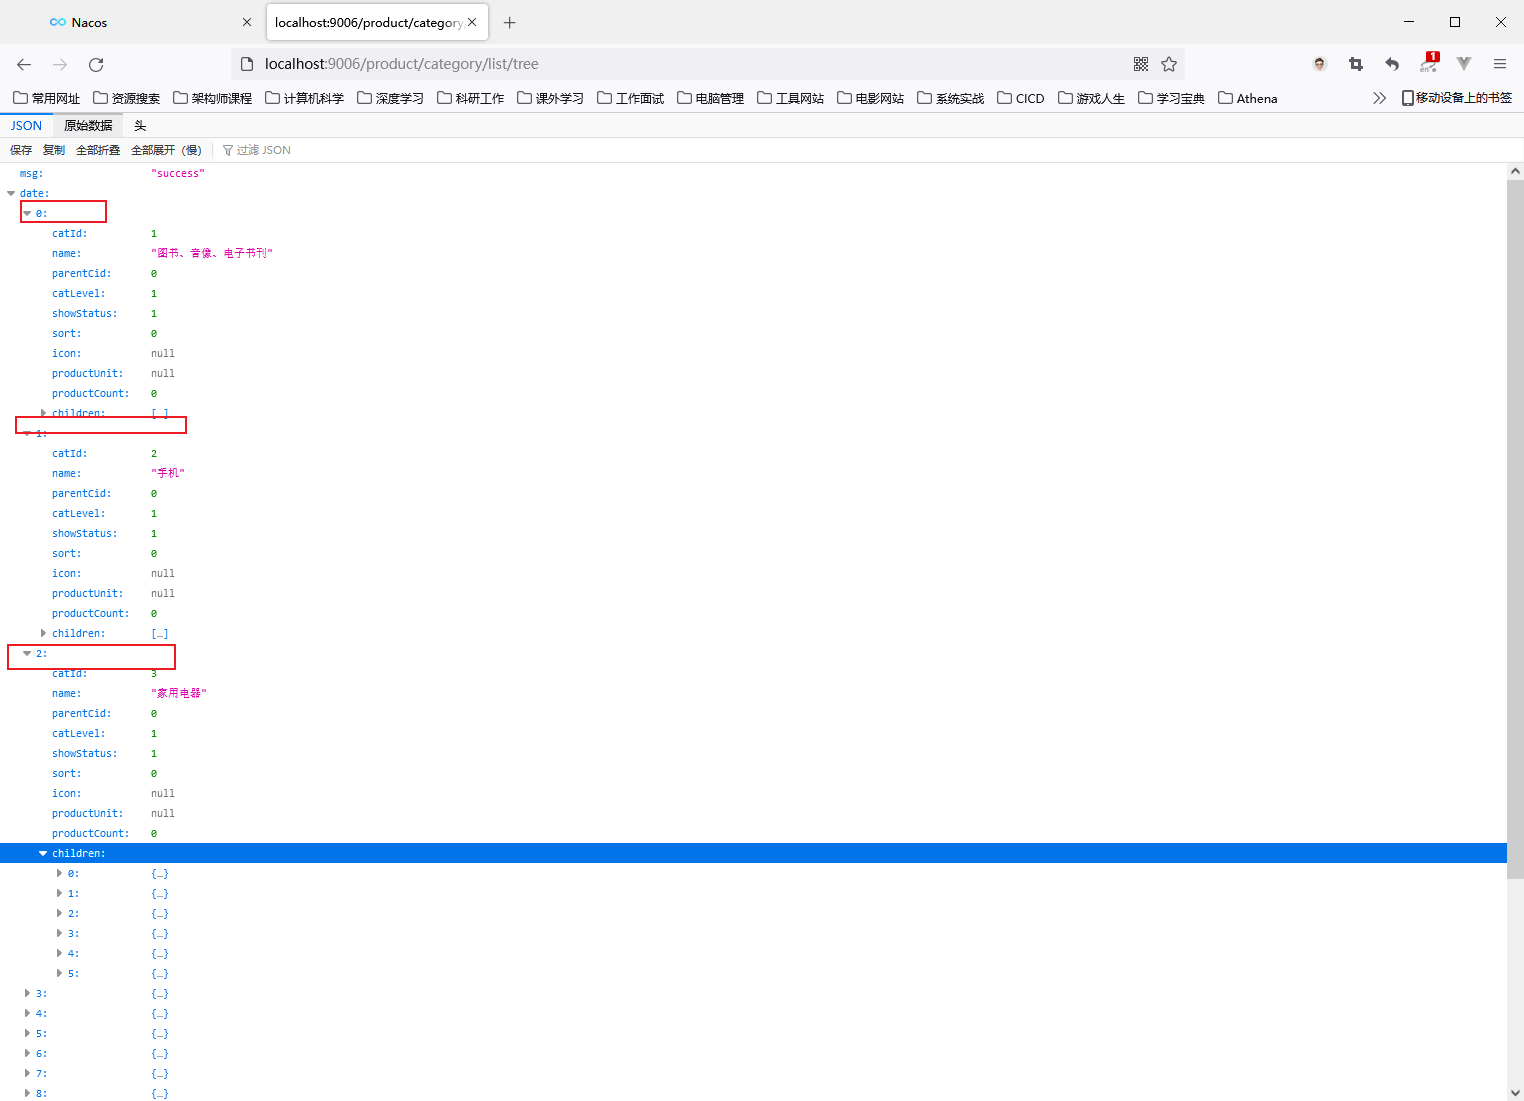 Nacos
localhost:9006/product/category
localhost:9006/product/category/list/tree
1
en
常用网址 资源搜索 架构师课程 计算机科学 深度学习 科研工作 课外学习 工作面试 电脑管理 工具网站 电影网站 系统实战 CICD 游戏人生 学习宝典 Athena 移动设备上的书签
JSON 原始数据 头
保存 复制 全部折叠 全部展开（慢） 过滤 JSON
msg: "success"
date:
0:
catId: 1
name: "图书、音像、电子书刊"
parentCid: 0
catLevel: 1
showStatus: 1
sort: 0
icon: null
productUnit: null
productCount: 0
children: […]
1:
catId: 2
name: "手机"
parentCid: 0
catLevel: 1
showStatus: 1
sort: 0
icon: null
productUnit: null
productCount: 0
children: […]
2:
catId: 3
name: "家用电器"
parentCid: 0
catLevel: 1
showStatus: 1
sort: 0
icon: null
productUnit: null
productCount: 0
children:
0: {…}
1: {…}
2: {…}
3: {…}
4: {…}
5: {…}
3: {…}
4: {…}
5: {…}
6: {…}
7: {…}
8: {…}